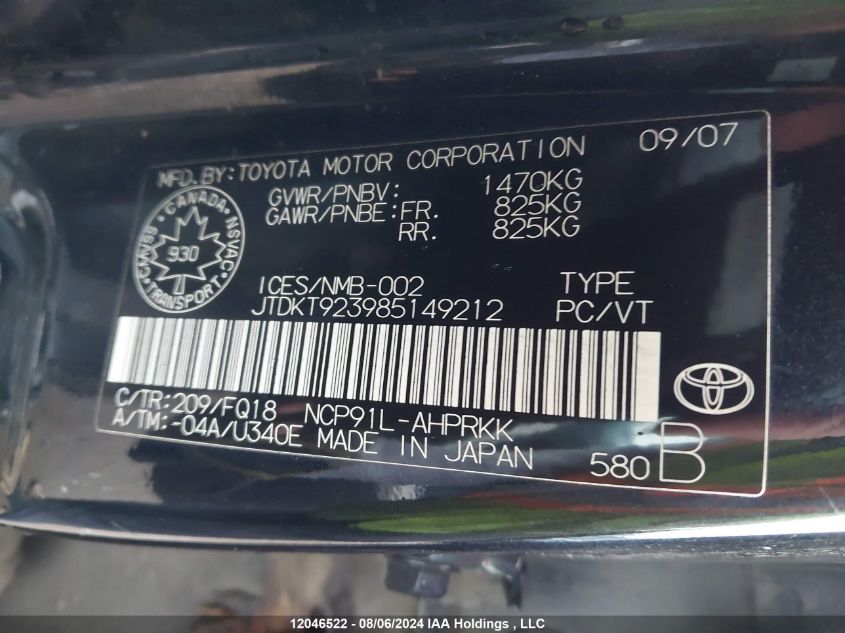 MFD.BY:TOYOTA MOTOR CORPORATION 09/07
GVWR/PNBV: 1470KG
GAWR/PNBE:FR. 825KG
RR. 825KG
CANADA
CMVSS NSVAC
930
TRANSPORT
ICES/NMB-002 TYPE
JTDKT923985149212 PC/VT
C/TR:209/FQ18 NCP91L-AHPRKK
A/TM:-04A/U340E MADE IN JAPAN
580 B
12046522 - 08/06/2024 IAA Holdings , LLC